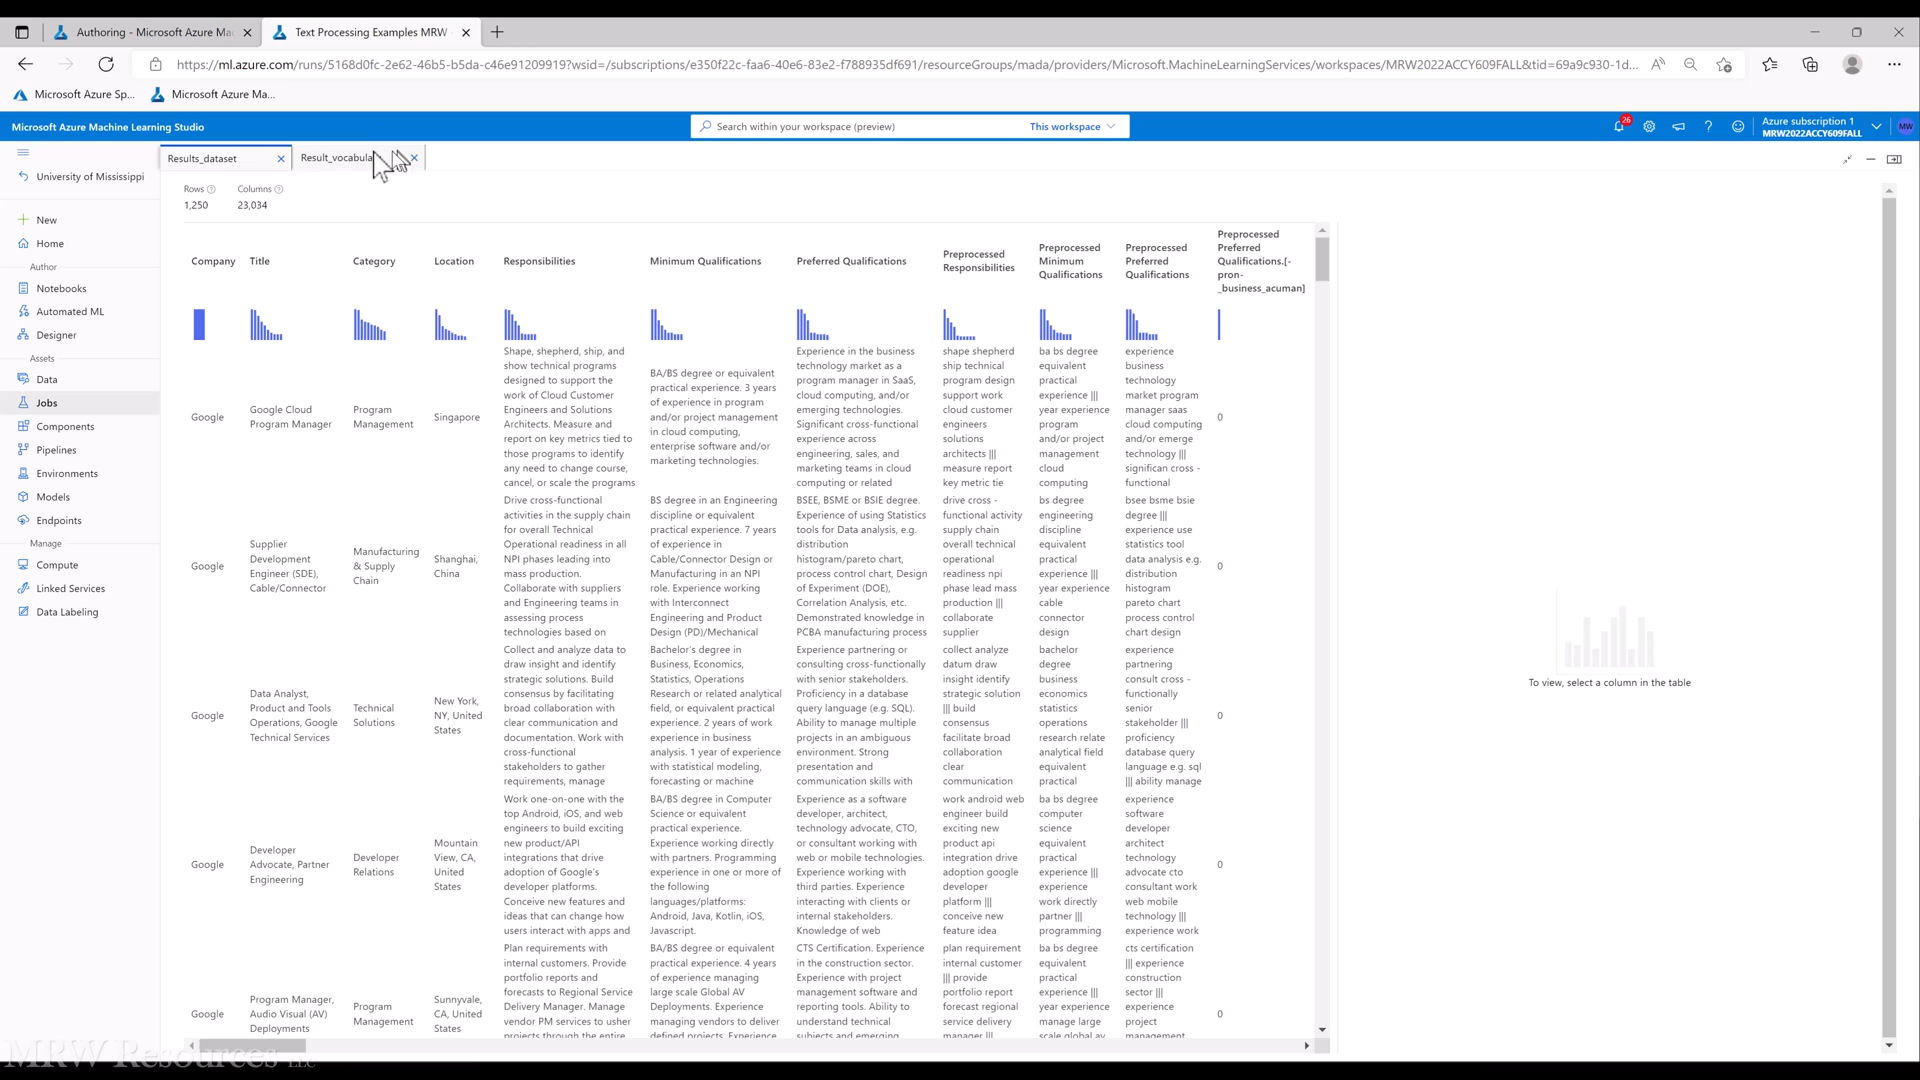 Authoring - Microsoft Azure Mac
Text Processing Examples MRW
https://ml.azure.com/runs/5168d0fc-2e62-46b5-b5da-c46e91209919?wsid=/subscriptions/e350f22c-faa6-40e6-83e2-f788935df691/resourceGroups/mada/providers/Microsoft.MachineLearningServices/workspaces/MRW2022ACCY609FALL&tid=69a9c930-1d...
Microsoft Azure Sp...
Microsoft Azure Ma...
Microsoft Azure Machine Learning Studio
Search within your workspace (preview)
This workspace
26
Azure subscription 1
MRW2022ACCY609FALL
MW
University of Mississippi
New
Home
Author
Notebooks
Automated ML
Designer
Assets
Data
Jobs
Components
Pipelines
Environments
Models
Endpoints
Manage
Compute
Linked Services
Data Labeling
Results_dataset
Result_vocabula
Rows
1,250
Columns
23,034
Company
Title
Category
Location
Responsibilities
Minimum Qualifications
Preferred Qualifications
Preprocessed
Responsibilities
Preprocessed
Minimum
Qualifications
Preprocessed
Preferred
Qualifications
Preprocessed
Preferred
Qualifications.[-
pron-
_business_acuman]
Google
Google Cloud
Program Manager
Program
Management
Singapore
Shape, shepherd, ship, and
show technical programs
designed to support the
work of Cloud Customer
Engineers and Solutions
Architects. Measure and
report on key metrics tied to
those programs to identify
any need to change course,
cancel, or scale the programs
BA/BS degree or equivalent
practical experience. 3 years
of experience in program
and/or project management
in cloud computing,
enterprise software and/or
marketing technologies.
Experience in the business
technology market as a
program manager in SaaS,
cloud computing, and/or
emerging technologies.
Significant cross-functional
experience across
engineering, sales, and
marketing teams in cloud
computing or related
shape shepherd
ship technical
program design
support work
cloud customer
engineers
solutions
architects |||
measure report
key metric tie
ba bs degree
equivalent
practical
experience |||
year experience
program
and/or project
management
cloud
computing
experience
business
technology
market program
manager saas
cloud computing
and/or emerge
technology |||
significan cross -
functional
0
Google
Supplier
Development
Engineer (SDE),
Cable/Connector
Manufacturing
& Supply
Chain
Shanghai,
China
Drive cross-functional
activities in the supply chain
for overall Technical
Operational readiness in all
NPI phases leading into
mass production.
Collaborate with suppliers
and Engineering teams in
assessing process
technologies based on
BS degree in an Engineering
discipline or equivalent
practical experience. 7 years
of experience in
Cable/Connector Design or
Manufacturing in an NPI
role. Experience working
with Interconnect
Engineering and Product
Design (PD)/Mechanical
BSEE, BSME or BSIE degree.
Experience of using Statistics
tools for Data analysis, e.g.
distribution
histogram/pareto chart,
process control chart, Design
of Experiment (DOE),
Correlation Analysis, etc.
Demonstrated knowledge in
PCBA manufacturing process
drive cross -
functional activity
supply chain
overall technical
operational
readiness npi
phase lead mass
production |||
collaborate
supplier
bs degree
engineering
discipline
equivalent
practical
experience |||
year experience
cable
connector
design
bsee bsme bsie
degree |||
experience use
statistics tool
data analysis e.g.
distribution
histogram
pareto chart
process control
chart design
0
Google
Data Analyst,
Product and Tools
Operations, Google
Technical Services
Technical
Solutions
New York,
NY, United
States
Collect and analyze data to
draw insight and identify
strategic solutions. Build
consensus by facilitating
broad collaboration with
clear communication and
documentation. Work with
cross-functional
stakeholders to gather
requirements, manage
Bachelor's degree in
Business, Economics,
Statistics, Operations
Research or related analytical
field, or equivalent practical
experience. 2 years of work
experience in business
analysis. 1 year of experience
with statistical modeling,
forecasting or machine
Experience partnering or
consulting cross-functionally
with senior stakeholders.
Proficiency in a database
query language (e.g. SQL).
Ability to manage multiple
projects in an ambiguous
environment. Strong
presentation and
communication skills with
collect analyze
datum draw
insight identify
strategic solution
||| build
consensus
facilitate broad
collaboration
clear
communication
bachelor
degree
business
economics
statistics
operations
research relate
analytical field
equivalent
practical
experience
partnering
consult cross -
functionally
senior
stakeholder |||
proficiency
database query
language e.g. sql
||| ability manage
0
Google
Developer
Advocate, Partner
Engineering
Developer
Relations
Mountain
View, CA,
United
States
Work one-on-one with the
top Android, iOS, and web
engineers to build exciting
new product/API
integrations that drive
adoption of Google's
developer platforms.
Conceive new features and
ideas that can change how
users interact with apps and
BA/BS degree in Computer
Science or equivalent
practical experience.
Experience working directly
with partners. Programming
experience in one or more of
the following
languages/platforms:
Android, Java, Kotlin, iOS,
Javascript.
Experience as a software
developer, architect,
technology advocate, CTO,
or consultant working with
web or mobile technologies.
Experience working with
third parties. Experience
interacting with clients or
internal stakeholders.
Knowledge of web
work android web
engineer build
exciting new
product api
integration drive
adoption google
developer
platform |||
conceive new
feature idea
ba bs degree
computer
science
equivalent
practical
experience |||
experience
work directly
partner |||
programming
experience
software
developer
architect
technology
advocate cto
consultant work
web mobile
technology |||
experience work
0
Google
Program Manager,
Audio Visual (AV)
Deployments
Program
Management
Sunnyvale,
CA, United
States
Plan requirements with
internal customers. Provide
portfolio reports and
forecasts to Regional Service
Delivery Manager. Manage
vendor PM services to usher
projects through the entire
BA/BS degree or equivalent
practical experience. 4 years
of experience managing
large scale Global AV
Deployments. Experience
managing vendors to deliver
defined projects. Experience
CTS Certification. Experience
in the construction sector.
Experience with project
management software and
reporting tools. Ability to
understand technical
subjects and emerging
plan requirement
internal customer
||| provide
portfolio report
forecast regional
service delivery
manager |||
ba bs degree
equivalent
practical
experience |||
year experience
manage large
scale global av
cts certification
||| experience
construction
sector |||
experience
project
management
0
To view, select a column in the table
MRW Resources LLC